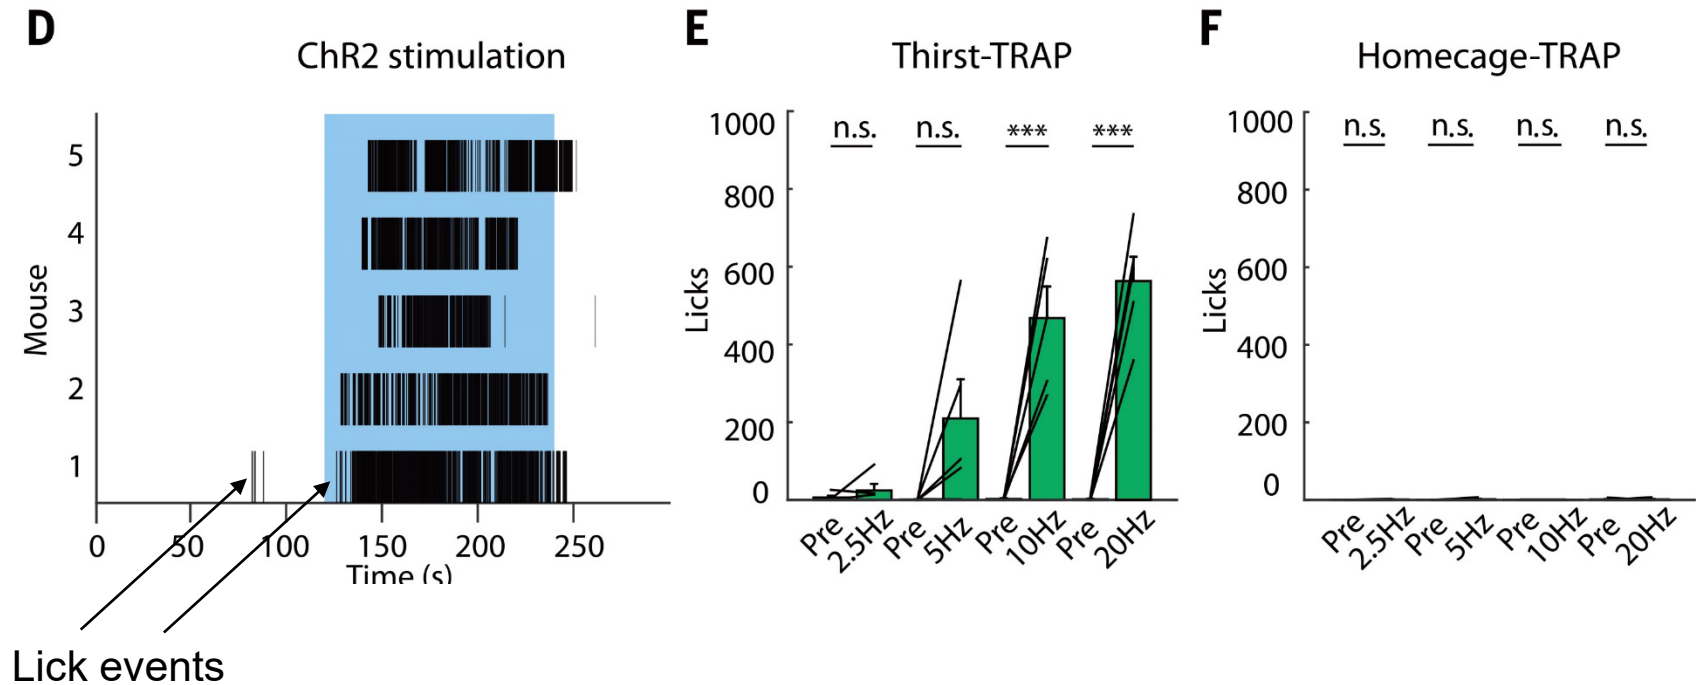 D
ChR2 stimulation
Mouse
5
4
3
2
1
0 50 100 150 200 250
Time (s)
Lick events
E
Thirst-TRAP
Licks
1000
800
600
400
200
0
n.s. n.s. *** ***
Pre 2.5Hz Pre 5Hz Pre 10Hz Pre 20Hz
F
Homecage-TRAP
Licks
1000
800
600
400
200
0
n.s. n.s. n.s. n.s.
Pre 2.5Hz Pre 5Hz Pre 10Hz Pre 20Hz